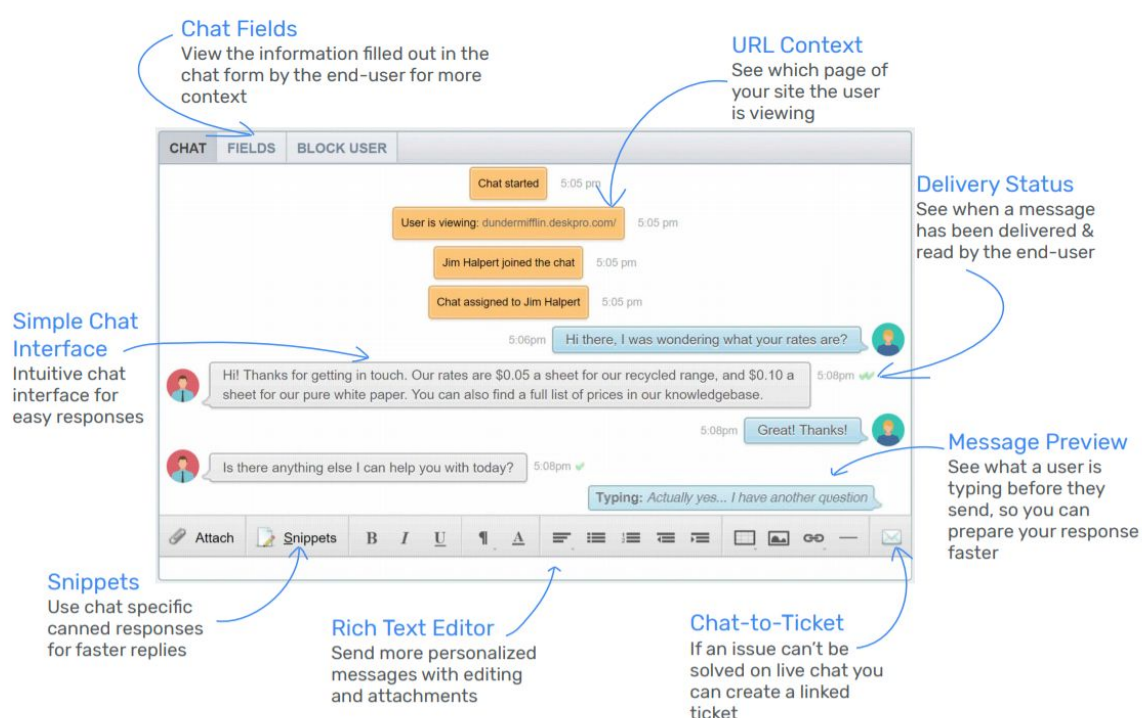 Chat Fields
View the information filled out in the
chat form by the end-user for more
context
URL Context
See which page of
your site the user
is viewing
CHAT FIELDS BLOCK USER
Chat started 5:05 pm
User is viewing: dundermifflin.deskpro.com/ 5:05 pm
Jim Halpert joined the chat 5:05 pm
Chat assigned to Jim Halpert 5:05 pm
Delivery Status
See when a message
has been delivered &
read by the end-user
Simple Chat
Interface
Intuitive chat
interface for
easy responses
5:06pm Hi there, I was wondering what your rates are?
Hi! Thanks for getting in touch. Our rates are $0.05 a sheet for our recycled range, and $0.10 a
sheet for our pure white paper. You can also find a full list of prices in our knowledgebase.
5:08pm
5:08pm Great! Thanks!
Is there anything else I can help you with today? 5:08pm
Typing: Actually yes... I have another question
Message Preview
See what a user is
typing before they
send, so you can
prepare your response
faster
Attach Snippets B I U ¶ A
Snippets
Use chat specific
canned responses
for faster replies
Rich Text Editor
Send more personalized
messages with editing
and attachments
Chat-to-Ticket
If an issue can't be
solved on live chat you
can create a linked
ticket